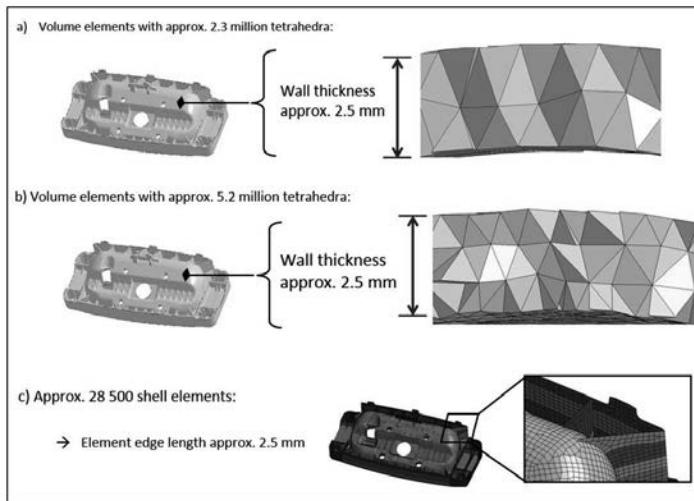 a) Volume elements with approx. 2.3 million tetrahedra:
Wall thickness
approx. 2.5 mm
b) Volume elements with approx. 5.2 million tetrahedra:
Wall thickness
approx. 2.5 mm
c) Approx. 28 500 shell elements:
→ Element edge length approx. 2.5 mm